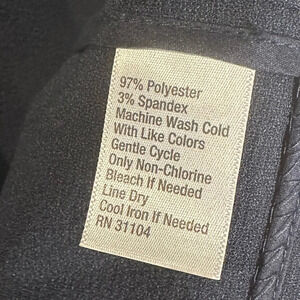 97% Polyester
3% Spandex
Machine Wash Cold
With Like Colors
Gentle Cycle
Only Non-Chlorine
Bleach If Needed
Line Dry
Cool Iron If Needed
RN 31104